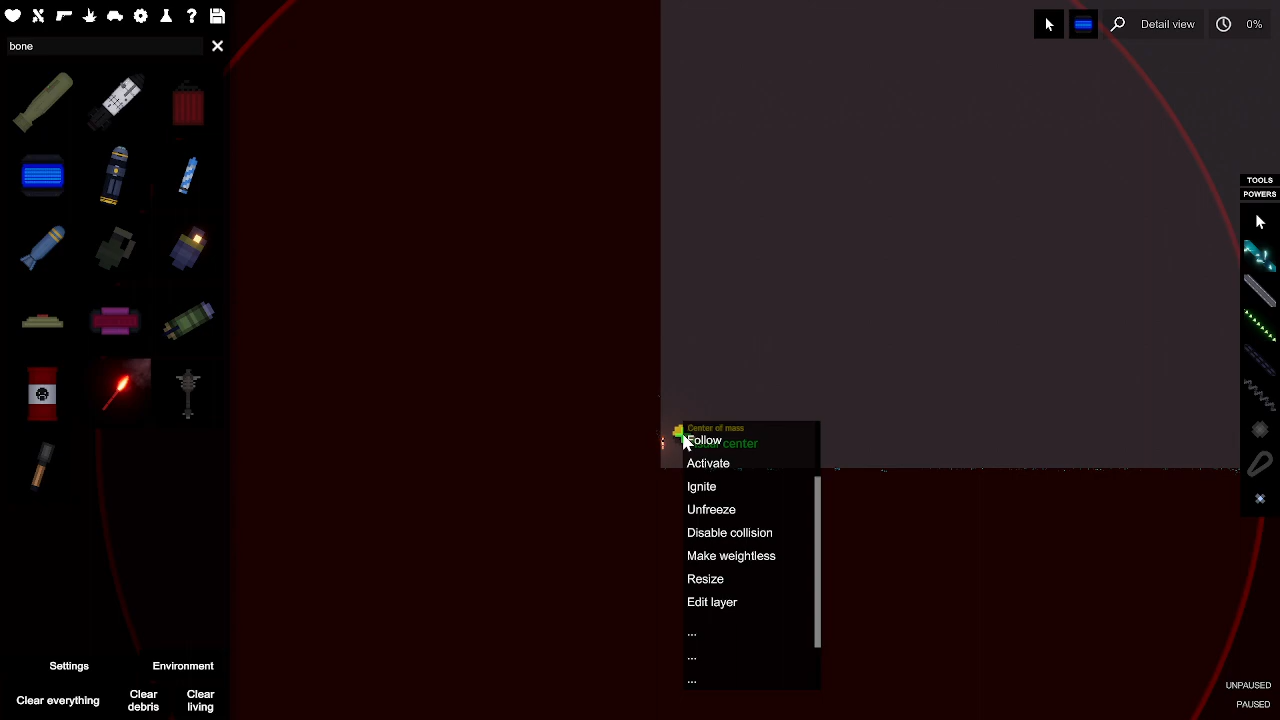 bone
Detail view
0%
TOOLS
POWERS
Center of mass
Follow
center
Activate
Ignite
Unfreeze
Disable collision
Make weightless
Resize
Edit layer
...
...
...
Settings
Environment
Clear everything
Clear
debris
Clear
living
UNPAUSED
PAUSED